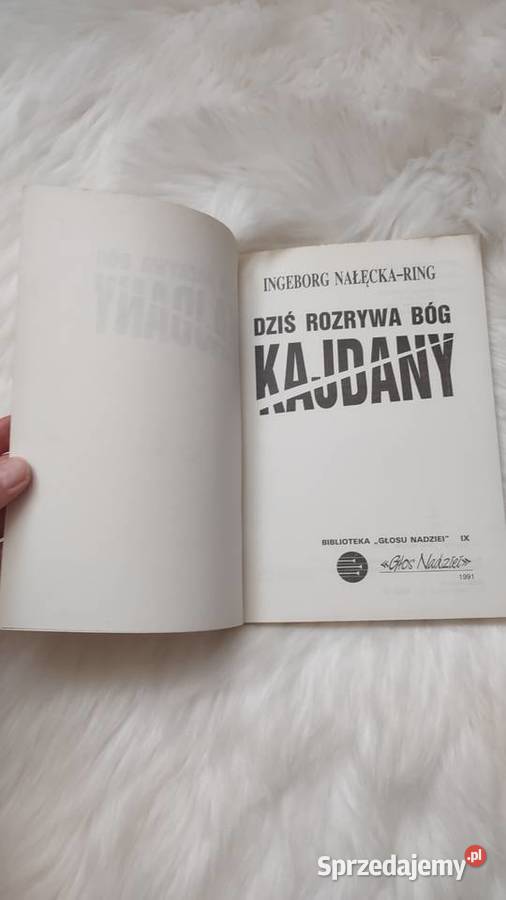 INGEBORG NAŁĘCKA-RING
DZIŚ ROZRYWA BÓG
KAJDANY
BIBLIOTEKA „GŁOSU NADZIEI" IX
«Głos Nadziei»
1991
Sprzedajemy.pl